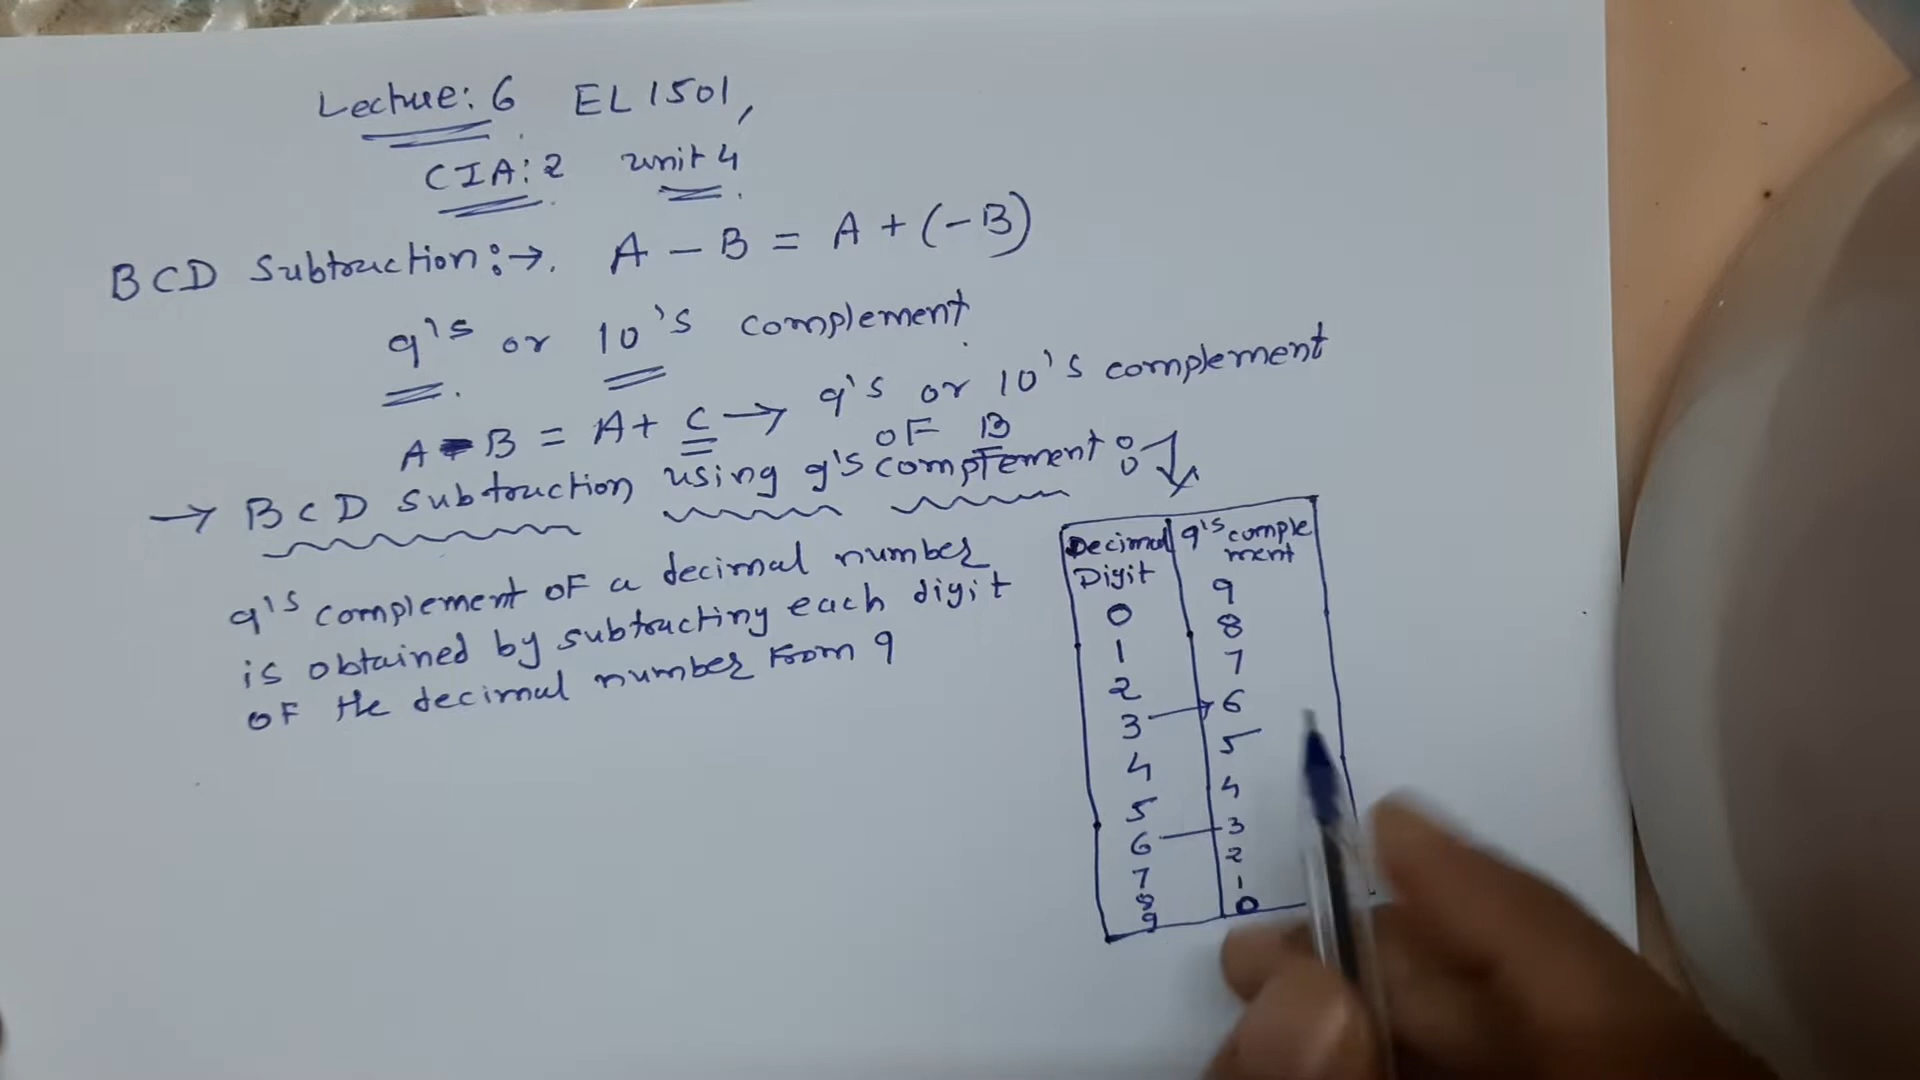 Lecture: 6 EL1501,
CIA: 2 unit 4
BCD Subtraction :→. A - B = A + (-B)
9's or 10's complement
A - B = A + C → 9's or 10's complement
OF B
→ BCD Subtraction using 9's complement :
9's complement OF a decimal number
is obtained by subtracting each digit
OF the decimal number From 9
Decimal Digit 9's complement
0 9
1 8
2 7
3 → 6
4 5
5 4
6 — 3
7 2
8 1
9 0